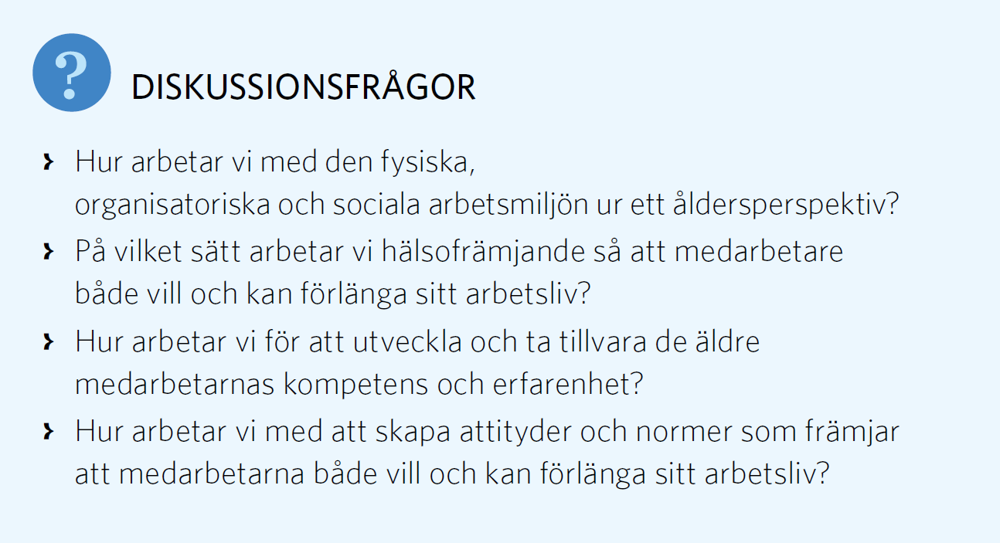 ?
DISKUSSIONSFRÅGOR
Hur arbetar vi med den fysiska,
organisatoriska och sociala arbetsmiljön ur ett åldersperspektiv?
På vilket sätt arbetar vi hälsofrämjande så att medarbetare
både vill och kan förlänga sitt arbetsliv?
Hur arbetar vi för att utveckla och ta tillvara de äldre
medarbetarnas kompetens och erfarenhet?
Hur arbetar vi med att skapa attityder och normer som främjar
att medarbetarna både vill och kan förlänga sitt arbetsliv?